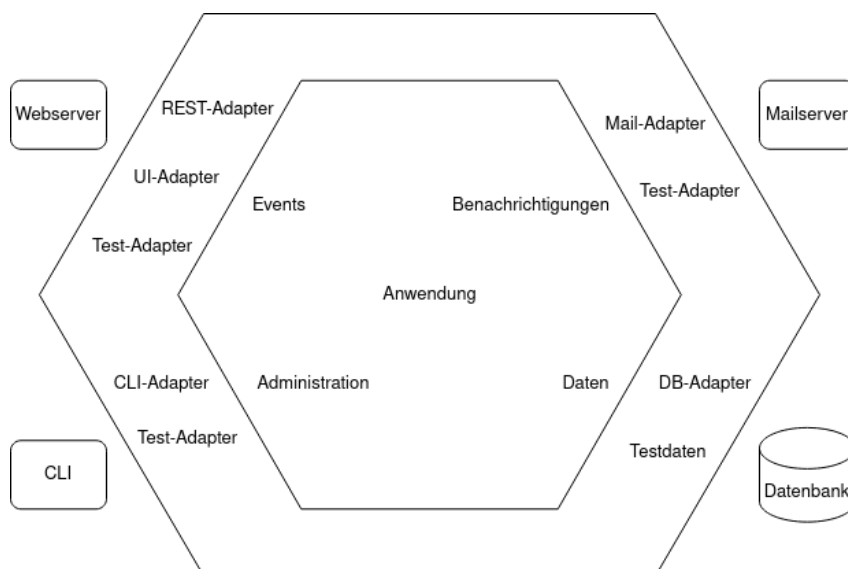 Webserver
REST-Adapter
Mail-Adapter
Mailserver
UI-Adapter
Test-Adapter
Events
Benachrichtigungen
Test-Adapter
Anwendung
CLI-Adapter
Administration
Daten
DB-Adapter
Test-Adapter
Testdaten
CLI
Datenbank